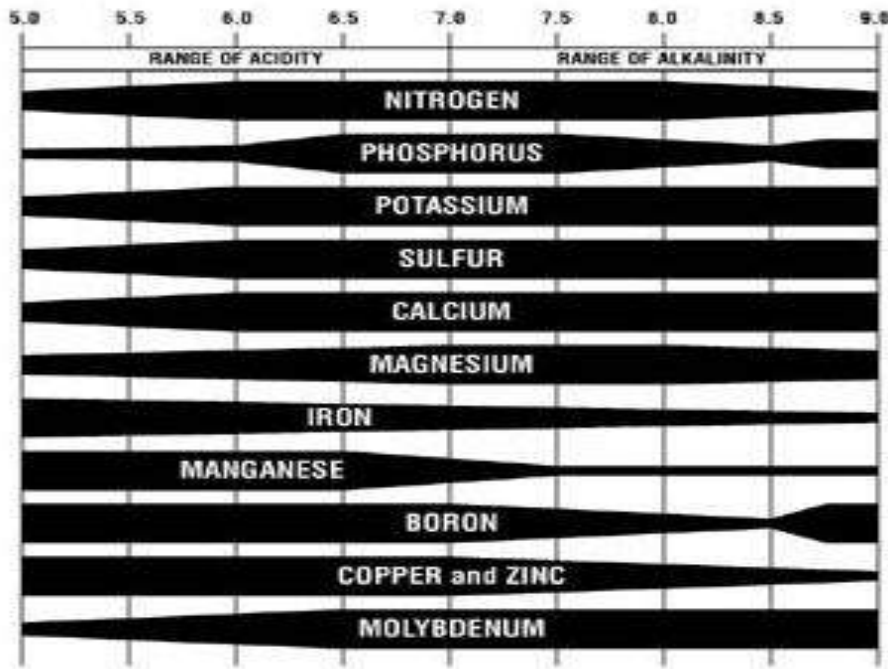 5.0 5.5 6.0 6.5 7.0 7.5 8.0 8.5 9.0
RANGE OF ACIDITY RANGE OF ALKALINITY
NITROGEN
PHOSPHORUS
POTASSIUM
SULFUR
CALCIUM
MAGNESIUM
IRON
MANGANESE
BORON
COPPER and ZINC
MOLYBDENUM